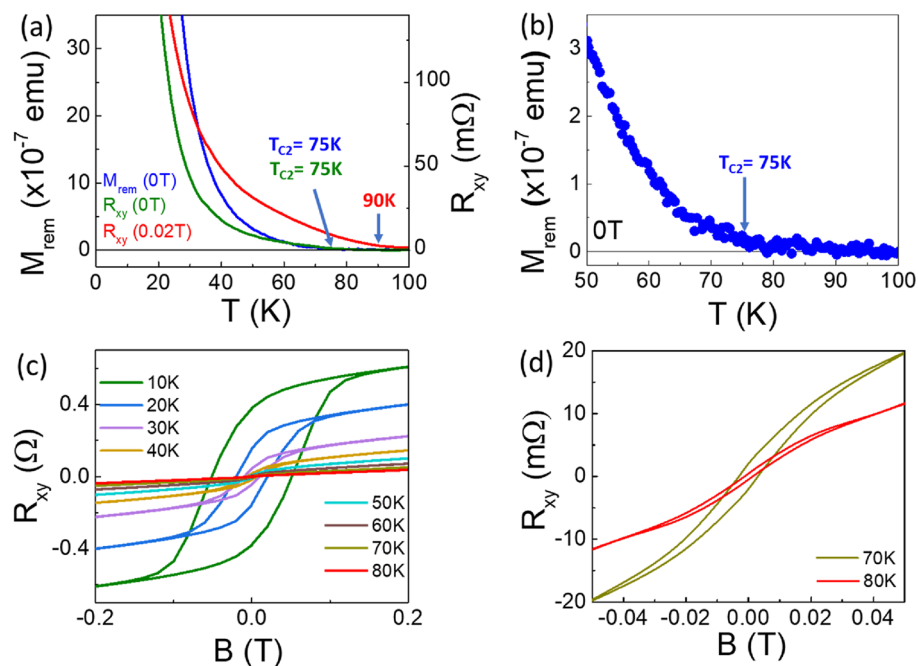 (a)
M_rem (x10^-7 emu)
30
20
10
0
T_C2= 75K
T_C2= 75K
90K
M_rem (0T)
R_xy (0T)
R_xy (0.02T)
100
50
0
R_xy (mΩ)
0 20 40 60 80 100
T (K)
(b)
M_rem (x10^-7 emu)
3
2
1
0
T_C2= 75K
0T
50 60 70 80 90 100
T (K)
(c)
R_xy (Ω)
0.4
0.0
-0.4
10K
20K
30K
40K
50K
60K
70K
80K
-0.2 0.0 0.2
B (T)
(d)
R_xy (mΩ)
20
10
0
-10
-20
70K
80K
-0.04 -0.02 0.00 0.02 0.04
B (T)